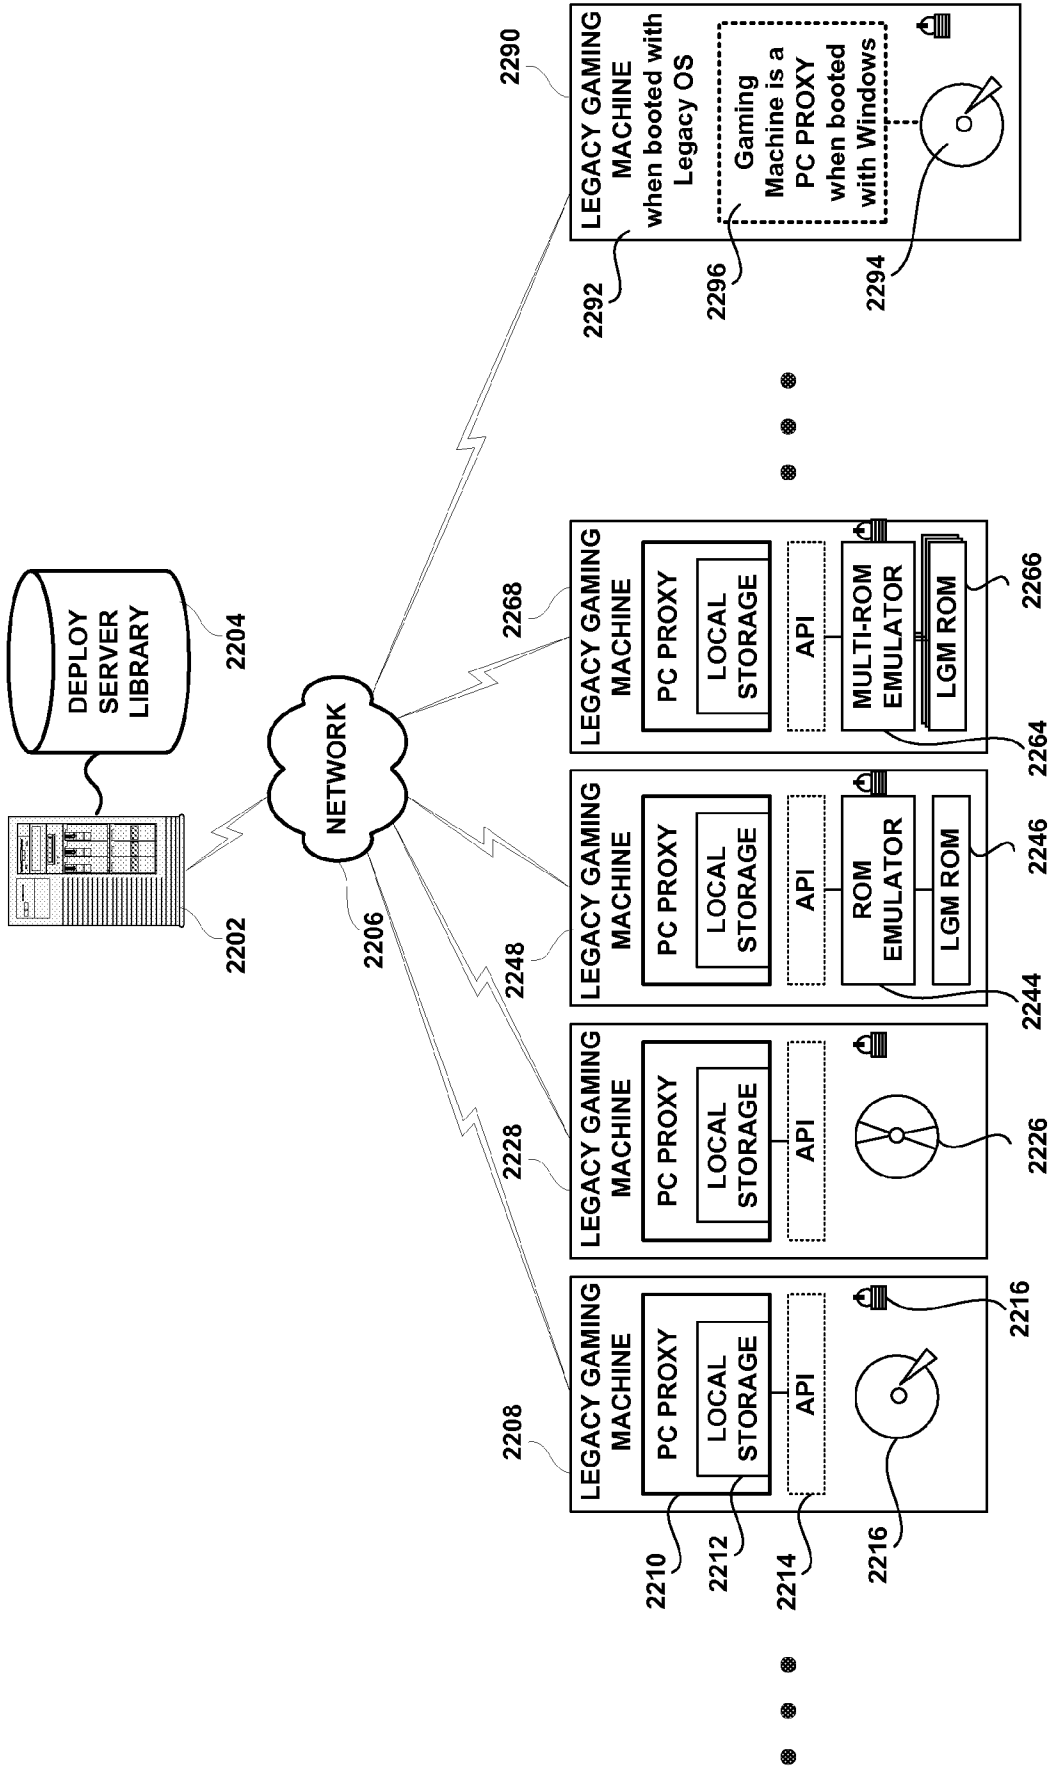 DEPLOY
SERVER
LIBRARY
2204
2202
NETWORK
2206
2208
LEGACY GAMING
MACHINE
PC PROXY
LOCAL
STORAGE
API
2210
2212
2214
2216
2216
2228
LEGACY GAMING
MACHINE
PC PROXY
LOCAL
STORAGE
API
2226
2248
LEGACY GAMING
MACHINE
PC PROXY
LOCAL
STORAGE
API
ROM
EMULATOR
LGM ROM
2244
2246
2268
LEGACY GAMING
MACHINE
PC PROXY
LOCAL
STORAGE
API
MULTI-ROM
EMULATOR
LGM ROM
2264
2266
2290
LEGACY GAMING
MACHINE
when booted with
Legacy OS
Gaming
Machine is a
PC PROXY
when booted
with Windows
2292
2296
2294